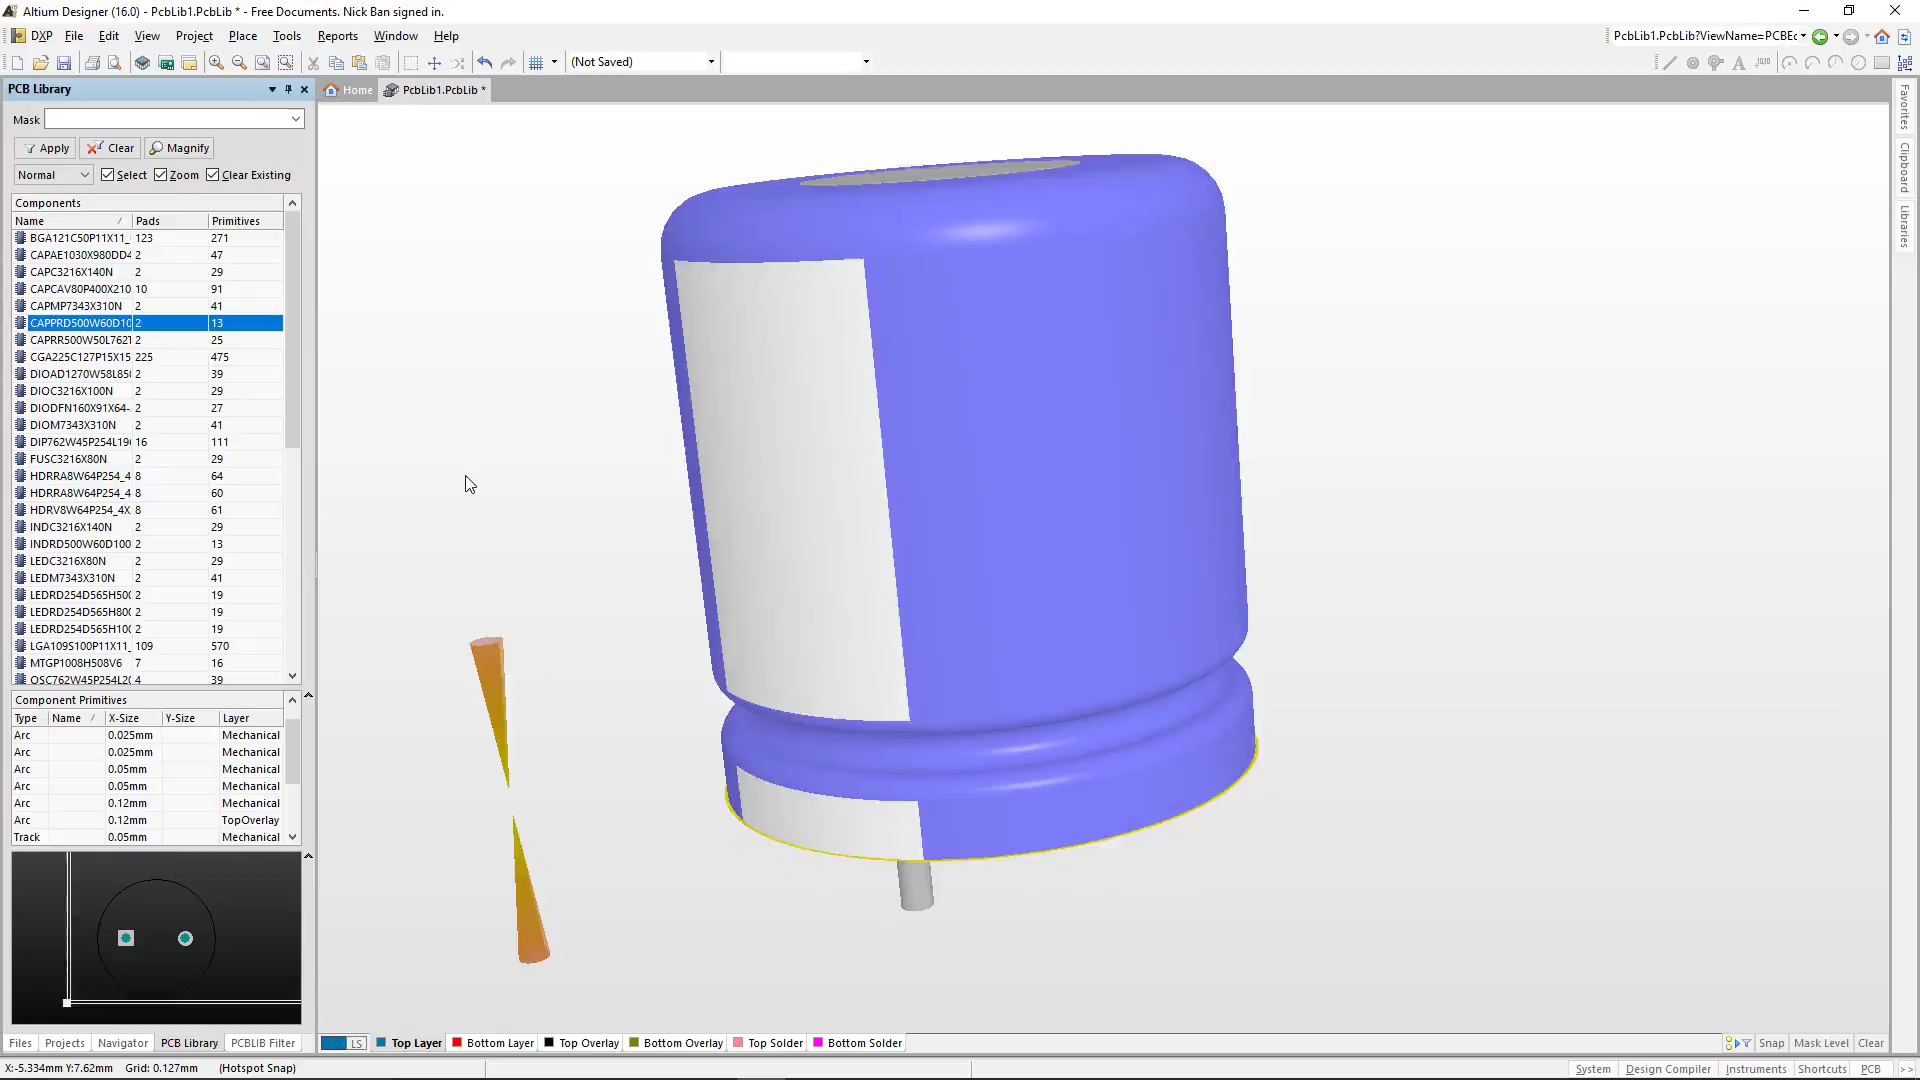 Altium Designer (16.0) - PcbLib1.PcbLib * - Free Documents. Nick Ban signed in.
DXP File Edit View Project Place Tools Reports Window Help
PcbLib1.PcbLib?ViewName=PCBEc
(Not Saved)
PCB Library
Home
PcbLib1.PcbLib *
Mask
Apply Clear Magnify
Normal Select Zoom Clear Existing
Components
Name Pads Primitives
BGA121C50P11X11_ 123 271
CAPAE1030X980DD4 2 47
CAPC3216X140N 2 29
CAPCAV80P400X210 10 91
CAPMP7343X310N 2 41
CAPPRD500W60D10 2 13
CAPRR500W50L762T 2 25
CGA225C127P15X15 225 475
DIOAD1270W58L850 2 39
DIOC3216X100N 2 29
DIODFN160X91X64- 2 27
DIOM7343X310N 2 41
DIP762W45P254L19 16 111
FUSC3216X80N 2 29
HDRRA8W64P254_4 8 64
HDRRA8W64P254_4 8 60
HDRV8W64P254_4X 8 61
INDC3216X140N 2 29
INDRD500W60D100 2 13
LEDC3216X80N 2 29
LEDM7343X310N 2 41
LEDRD254D565H500 2 19
LEDRD254D565H800 2 19
LEDRD254D565H100 2 19
LGA109S100P11X11_ 109 570
MTGP1008H508V6 7 16
OSC762W45P254L20 4 39
Component Primitives
Type Name X-Size Y-Size Layer
Arc 0.025mm Mechanical
Arc 0.025mm Mechanical
Arc 0.05mm Mechanical
Arc 0.05mm Mechanical
Arc 0.12mm Mechanical
Arc 0.12mm TopOverlay
Track 0.05mm Mechanical
Favorites
Clipboard
Libraries
Files Projects Navigator PCB Library PCBLIB Filter
LS Top Layer Bottom Layer Top Overlay Bottom Overlay Top Solder Bottom Solder
Snap Mask Level Clear
X:-5.334mm Y:7.62mm Grid: 0.127mm (Hotspot Snap)
System Design Compiler Instruments Shortcuts PCB >>